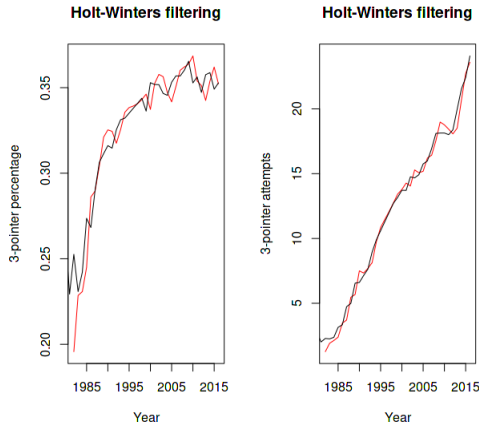 Holt-Winters filtering
3-pointer percentage
0.35
0.30
0.25
0.20
1985 1995 2005 2015
Year
Holt-Winters filtering
3-pointer attempts
20
15
10
5
1985 1995 2005 2015
Year